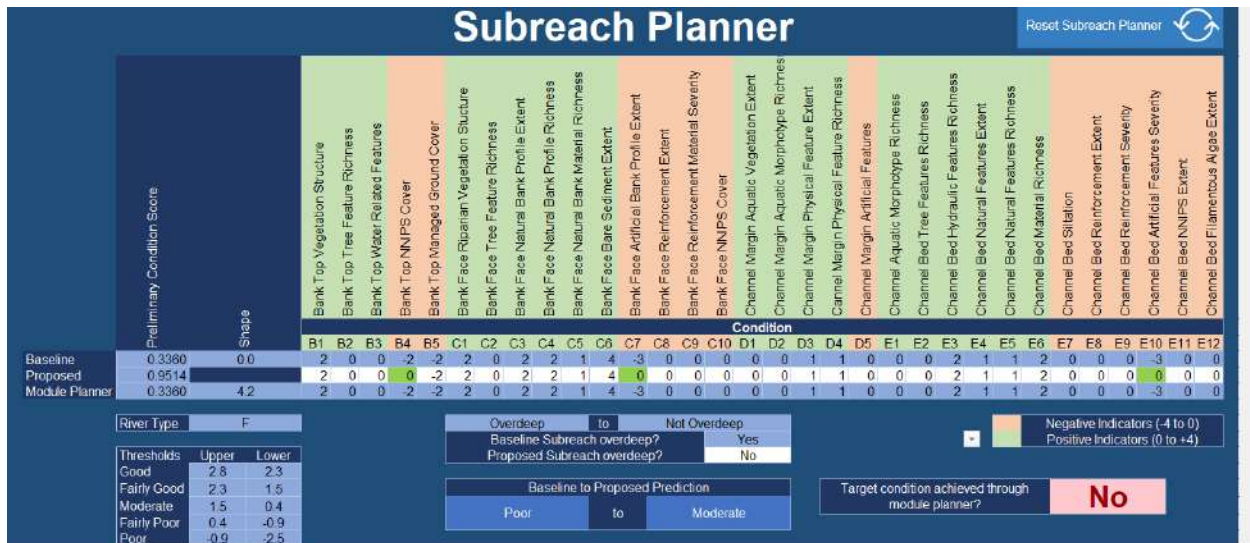 Subreach Planner
Reset Subreach Planner
Preliminary Condition Score
Shape
Bank Top Vegetation Structure
Bank Top Tree Feature Richness
Bank Top Water Related Features
Bank Top NNPS Cover
Bank Top Managed Ground Cover
Bank Face Riparian Vegetation Stucture
Bank Face Tree Feature Richness
Bank Face Natural Bank Profile Extent
Bank Face Natural Bank Profile Richness
Bank Face Natural Bank Material Richness
Bank Face Bare Sediment Extent
Bank Face Artificial Bank Profile Extent
Bank Face Reinforcement Extent
Bank Face Reinforcement Material Severity
Bank Face NNIPS Cover
Channel Margin Aquatic Vegetation Extent
Channel Margin Aquatic Morphotype Richness
Channel Margin Physical Feature Extent
Cannel Margin Physical Feature Richness
Channel Margin Artificial Features
Channel Aquatic Morphotype Richness
Channel Bed Tree Features Richness
Channel Bed Hydraulic Features Richness
Channel Bed Natural Features Extent
Channel Bed Natural Features Richness
Channel Bed Material Richness
Channel Bed Siltation
Channel Bed Reinforcement Extent
Channel Bed Reinforcement Severity
Channel Bed Artificial Features Severity
Channel Bed NNIPS Extent
Channel Bed Filamentous Algae Extent
Condition
B1 B2 B3 B4 B5 C1 C2 C3 C4 C5 C6 C7 C8 C9 C10 D1 D2 D3 D4 D5 E1 E2 E3 E4 E5 E6 E7 E8 E9 E10 E11 E12
Baseline 0.3360 0.0 2 0 0 -2 -2 2 0 2 2 1 4 -3 0 0 0 0 0 1 1 0 0 0 2 1 1 2 0 0 0 -3 0 0
Proposed 0.9514 2 0 0 0 -2 2 0 2 2 1 4 0 0 0 0 0 0 1 1 0 0 0 2 1 1 2 0 0 0 0 0 0
Module Planner 0.3360 4.2 2 0 0 -2 -2 2 0 2 2 1 4 -3 0 0 0 0 0 1 1 0 0 0 2 1 1 2 0 0 0 -3 0 0
River Type F
Overdeep to Not Overdeep
Baseline Subreach overdeep? Yes
Proposed Subreach overdeep? No
Negative Indicators (-4 to 0)
Positive Indicators (0 to +4)
Thresholds Upper Lower
Good 2.8 2.3
Fairly Good 2.3 1.5
Moderate 1.5 0.4
Fairly Poor 0.4 -0.9
Poor -0.9 -2.5
Baseline to Proposed Prediction
Poor to Moderate
Target condition achieved through
module planner?
No